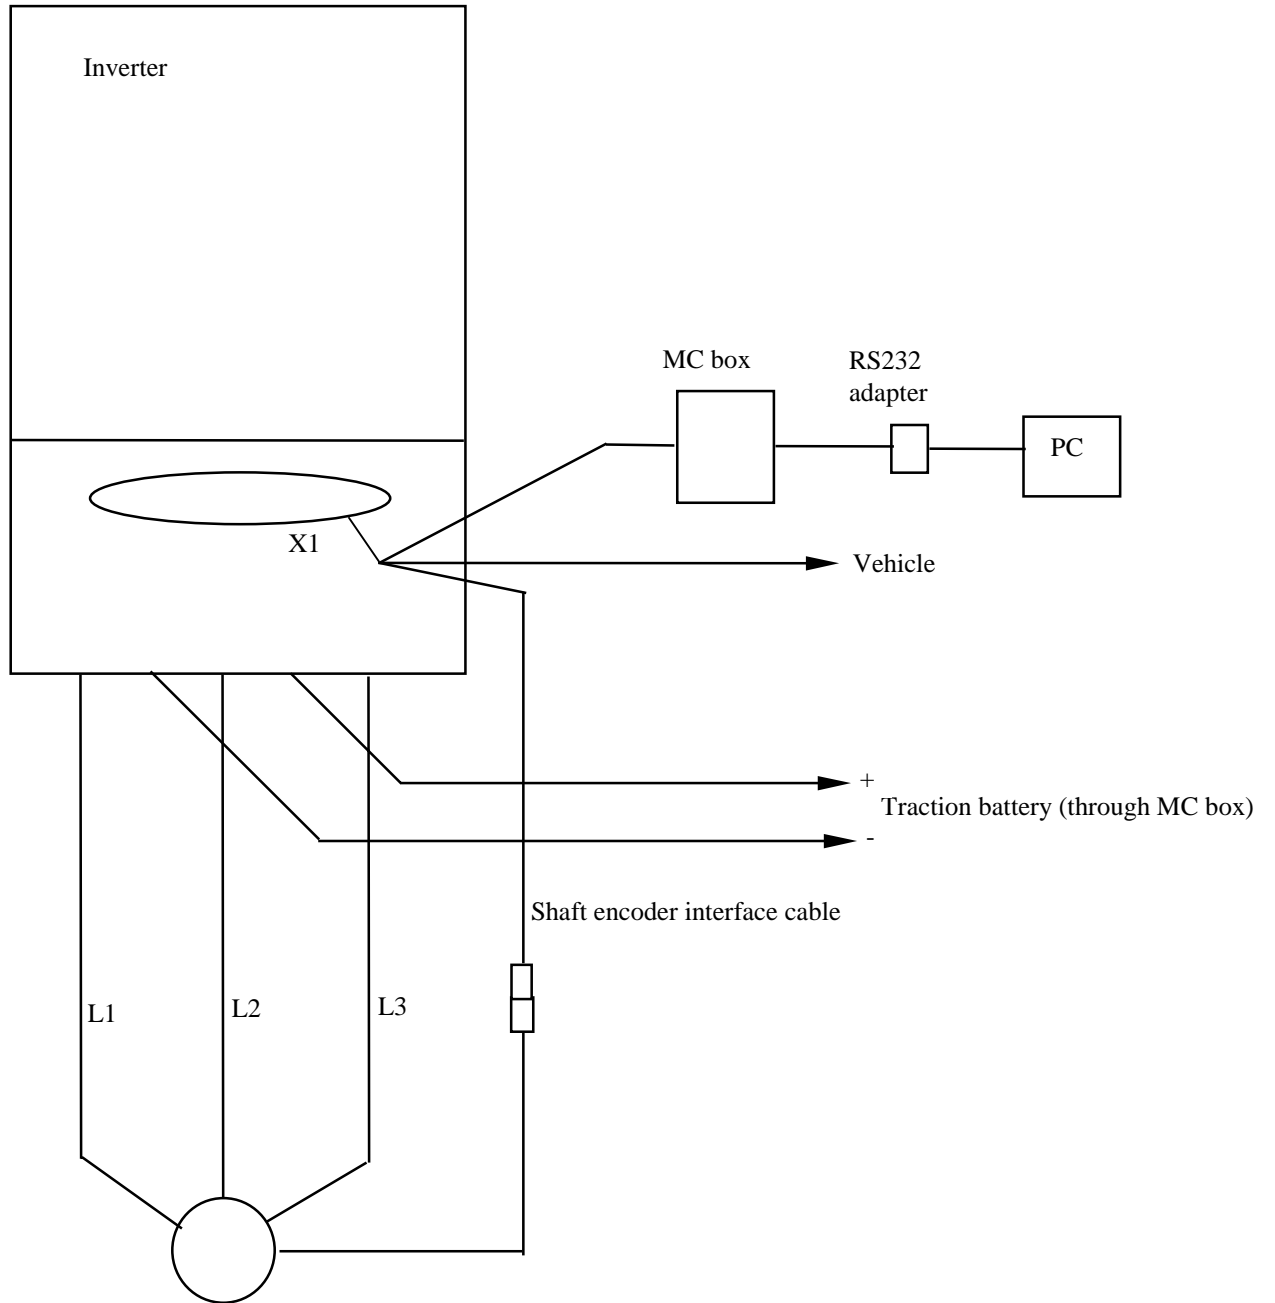 Inverter
MC box
RS232
adapter
PC
X1
Vehicle
+
Traction battery (through MC box)
-
Shaft encoder interface cable
L1
L2
L3